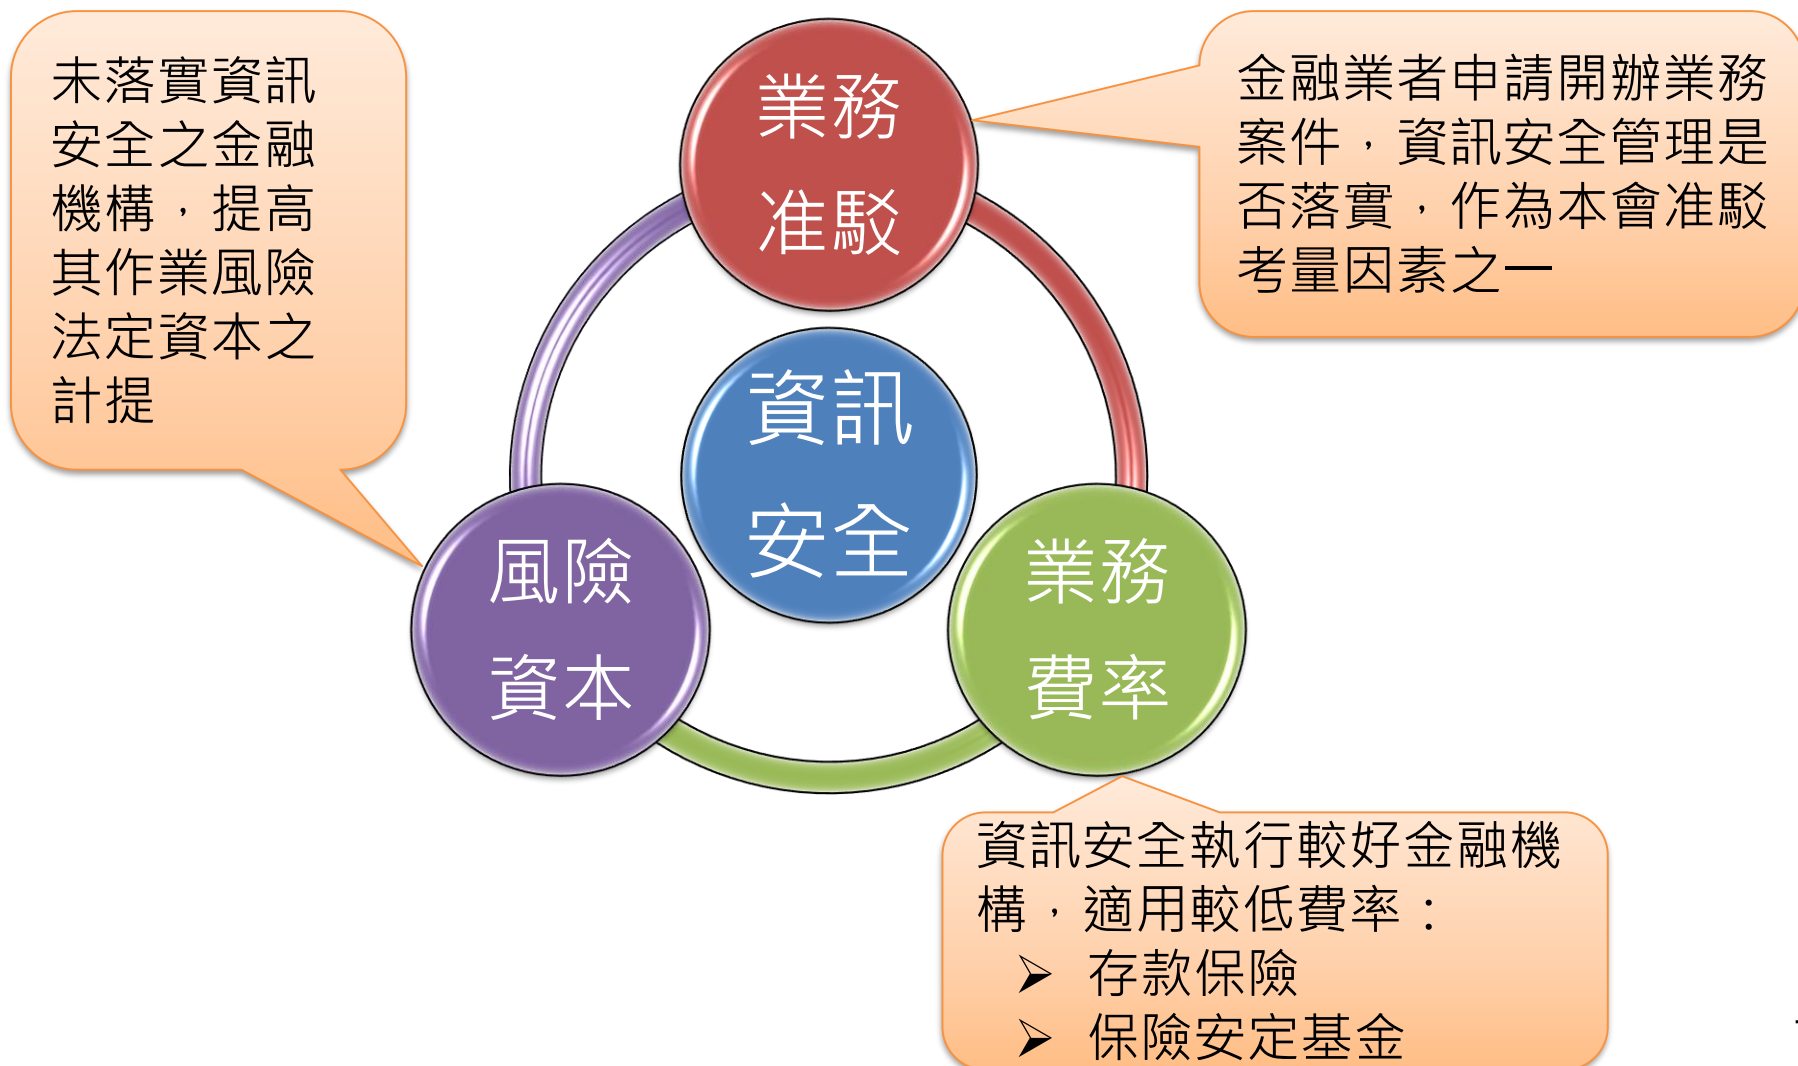 未落實資訊
安全之金融
機構，提高
其作業風險
法定資本之
計提
業務
准駁
金融業者申請開辦業務
案件，資訊安全管理是
否落實，作為本會准駁
考量因素之一
資訊
安全
風險
資本
業務
費率
資訊安全執行較好金融機
構，適用較低費率：
➢ 存款保險
➢ 保險安定基金